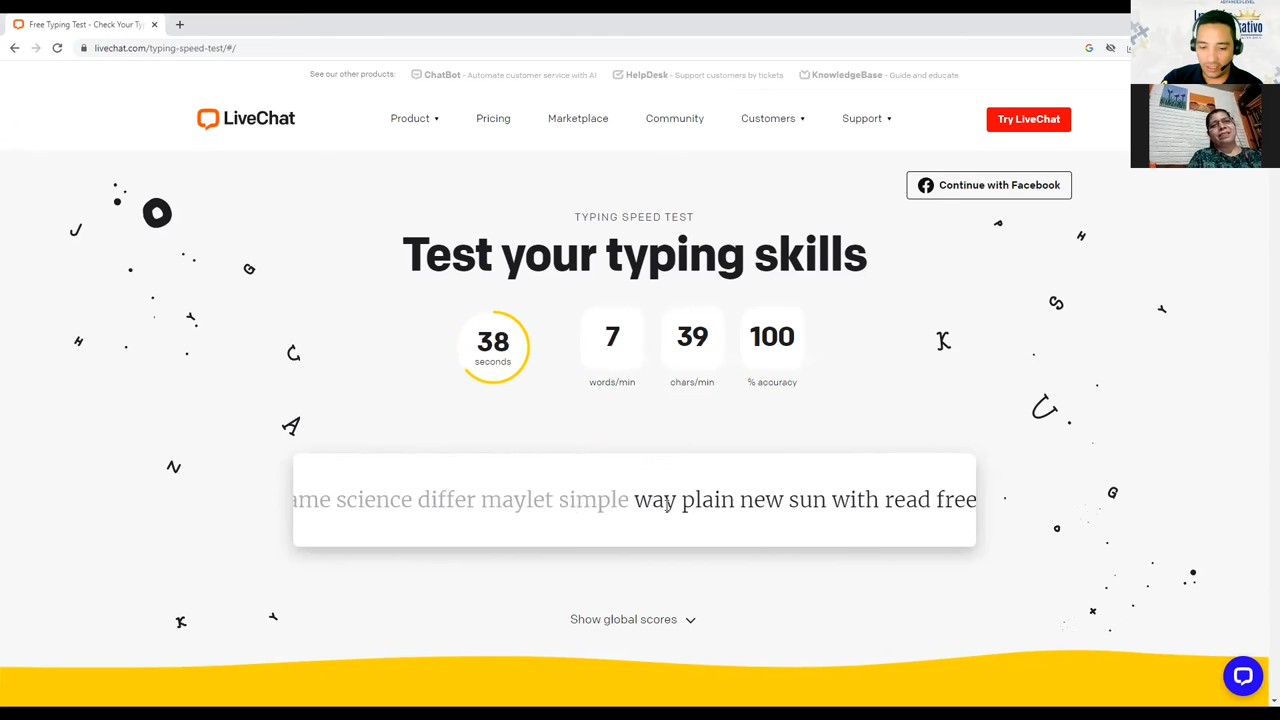 Free Typing Test - Check Your Ty
livechat.com/typing-speed-test/#/
See our other products: ChatBot - Automate customer service with AI HelpDesk - Support customers by tickets KnowledgeBase - Guide and educate
LiveChat Product Pricing Marketplace Community Customers Support Try LiveChat
Continue with Facebook
TYPING SPEED TEST
Test your typing skills
38 7 39 100
seconds words/min chars/min % accuracy
ame science differ maylet simple way plain new sun with read free
Show global scores